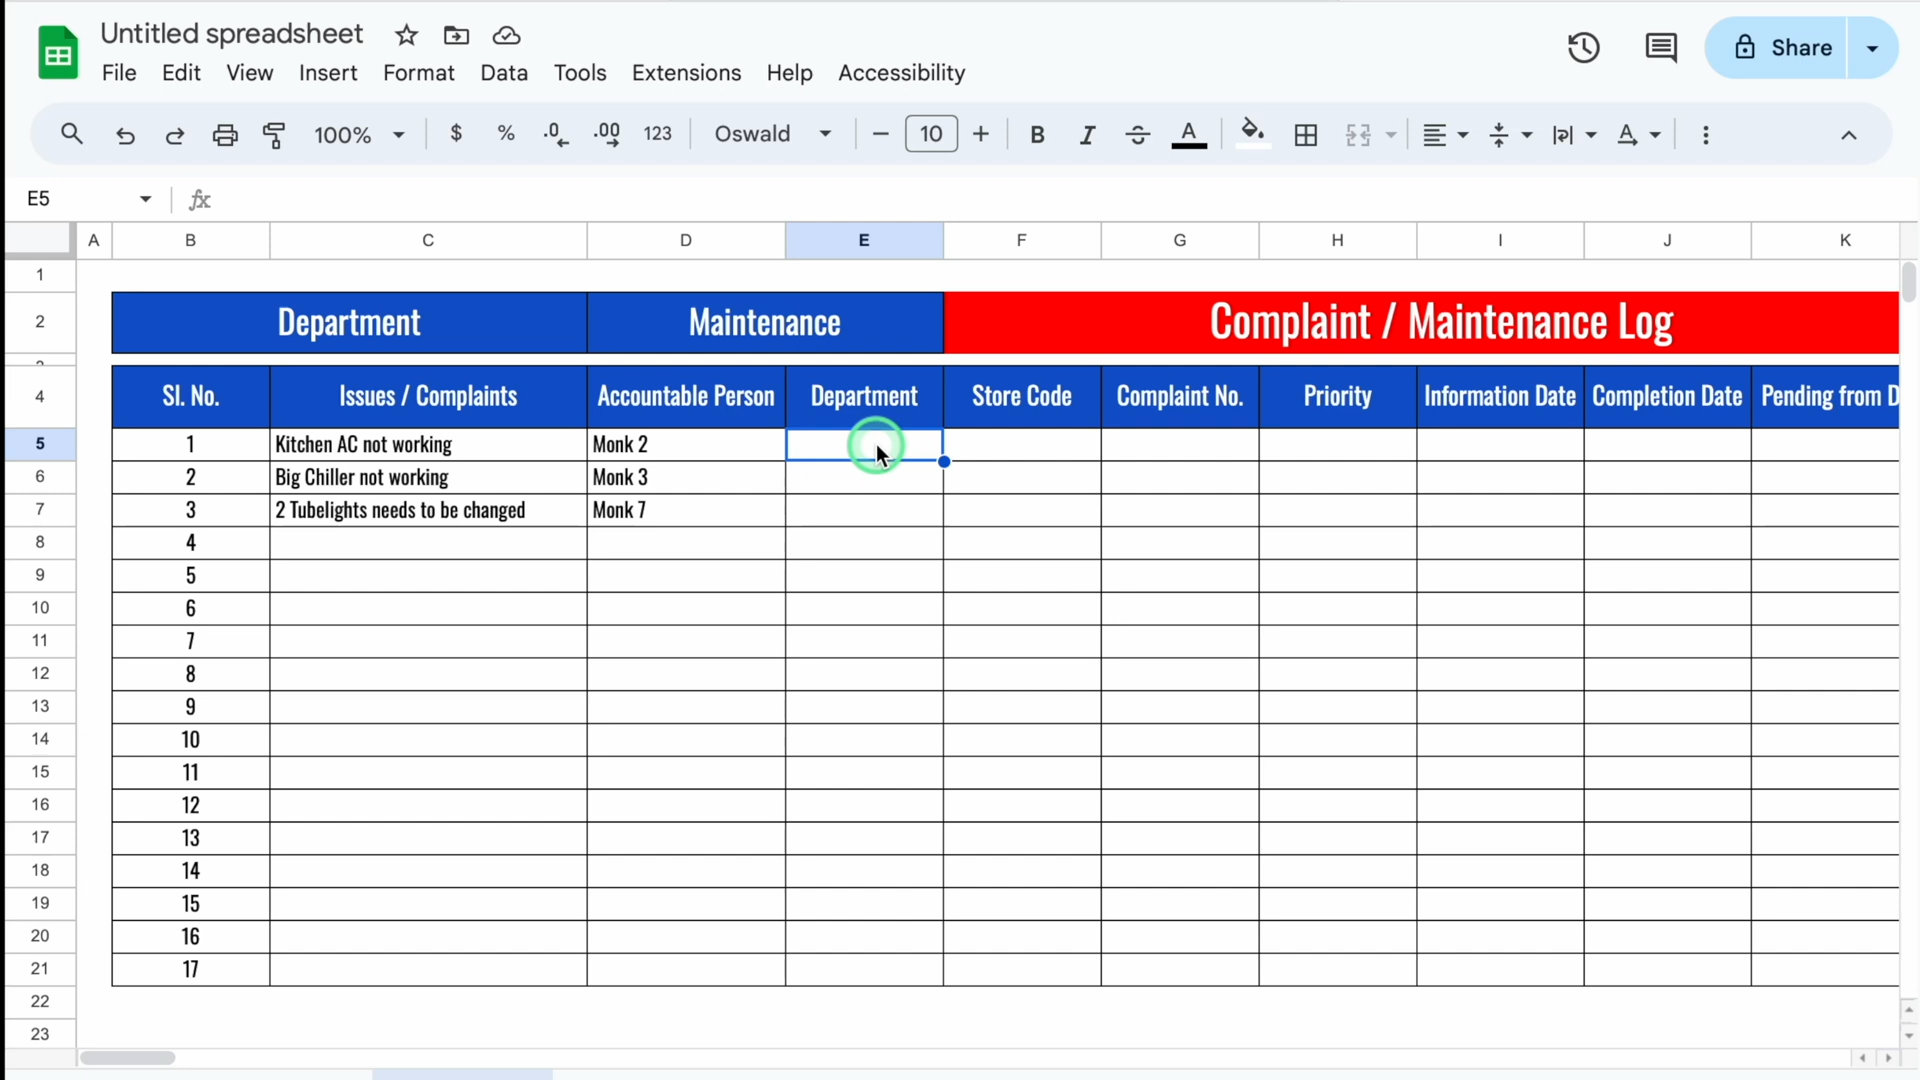 Untitled spreadsheet
File Edit View Insert Format Data Tools Extensions Help Accessibility
Share
100% $ % .0 .00 123 Oswald 10 B I A A
E5 fx
A B C D E F G H I J K
1
2 Department Maintenance Complaint / Maintenance Log
4 Sl. No. Issues / Complaints Accountable Person Department Store Code Complaint No. Priority Information Date Completion Date Pending from D
5 1 Kitchen AC not working Monk 2
6 2 Big Chiller not working Monk 3
7 3 2 Tubelights needs to be changed Monk 7
8 4
9 5
10 6
11 7
12 8
13 9
14 10
15 11
16 12
17 13
18 14
19 15
20 16
21 17
22
23